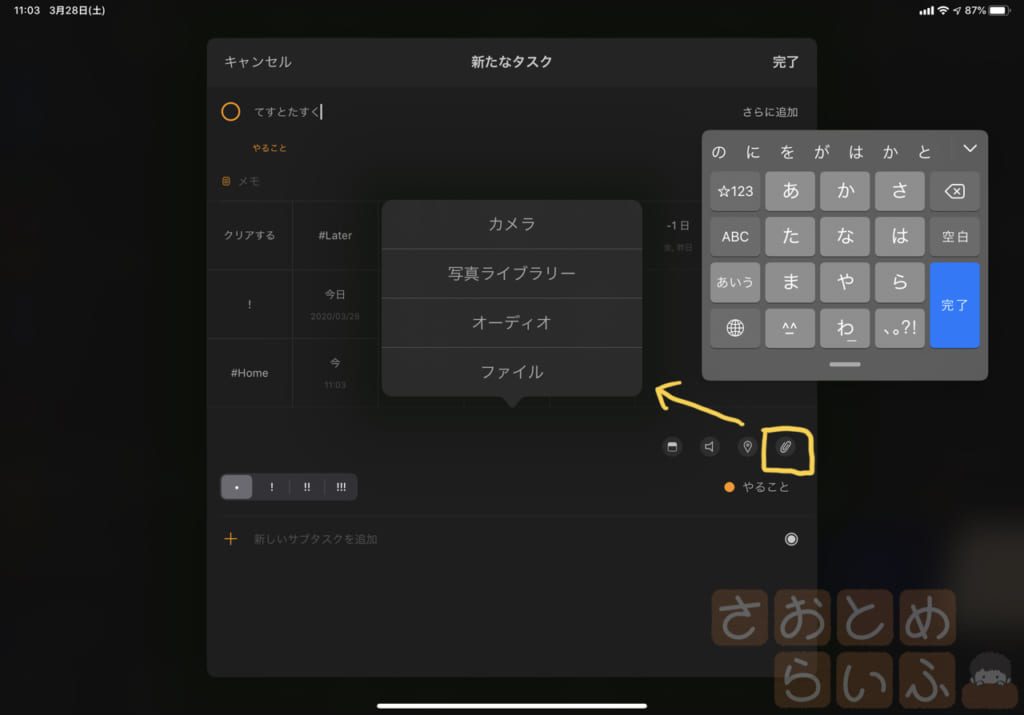 11:03 3月28日(土) 87%
キャンセル 新たなタスク 完了
てすとたすく さらに追加
やること
メモ
クリアする #Later -1 日
金, 昨日
! 今日
2020/03/28
#Home 今
11:03
カメラ
写真ライブラリー
オーディオ
ファイル
の に を が は か と
☆123 あ か さ
ABC た な は 空白
あいう ま や ら 完了
^^ わ 、。?!
• ! !! !!! やること
新しいサブタスクを追加
さおとめ
らいふ